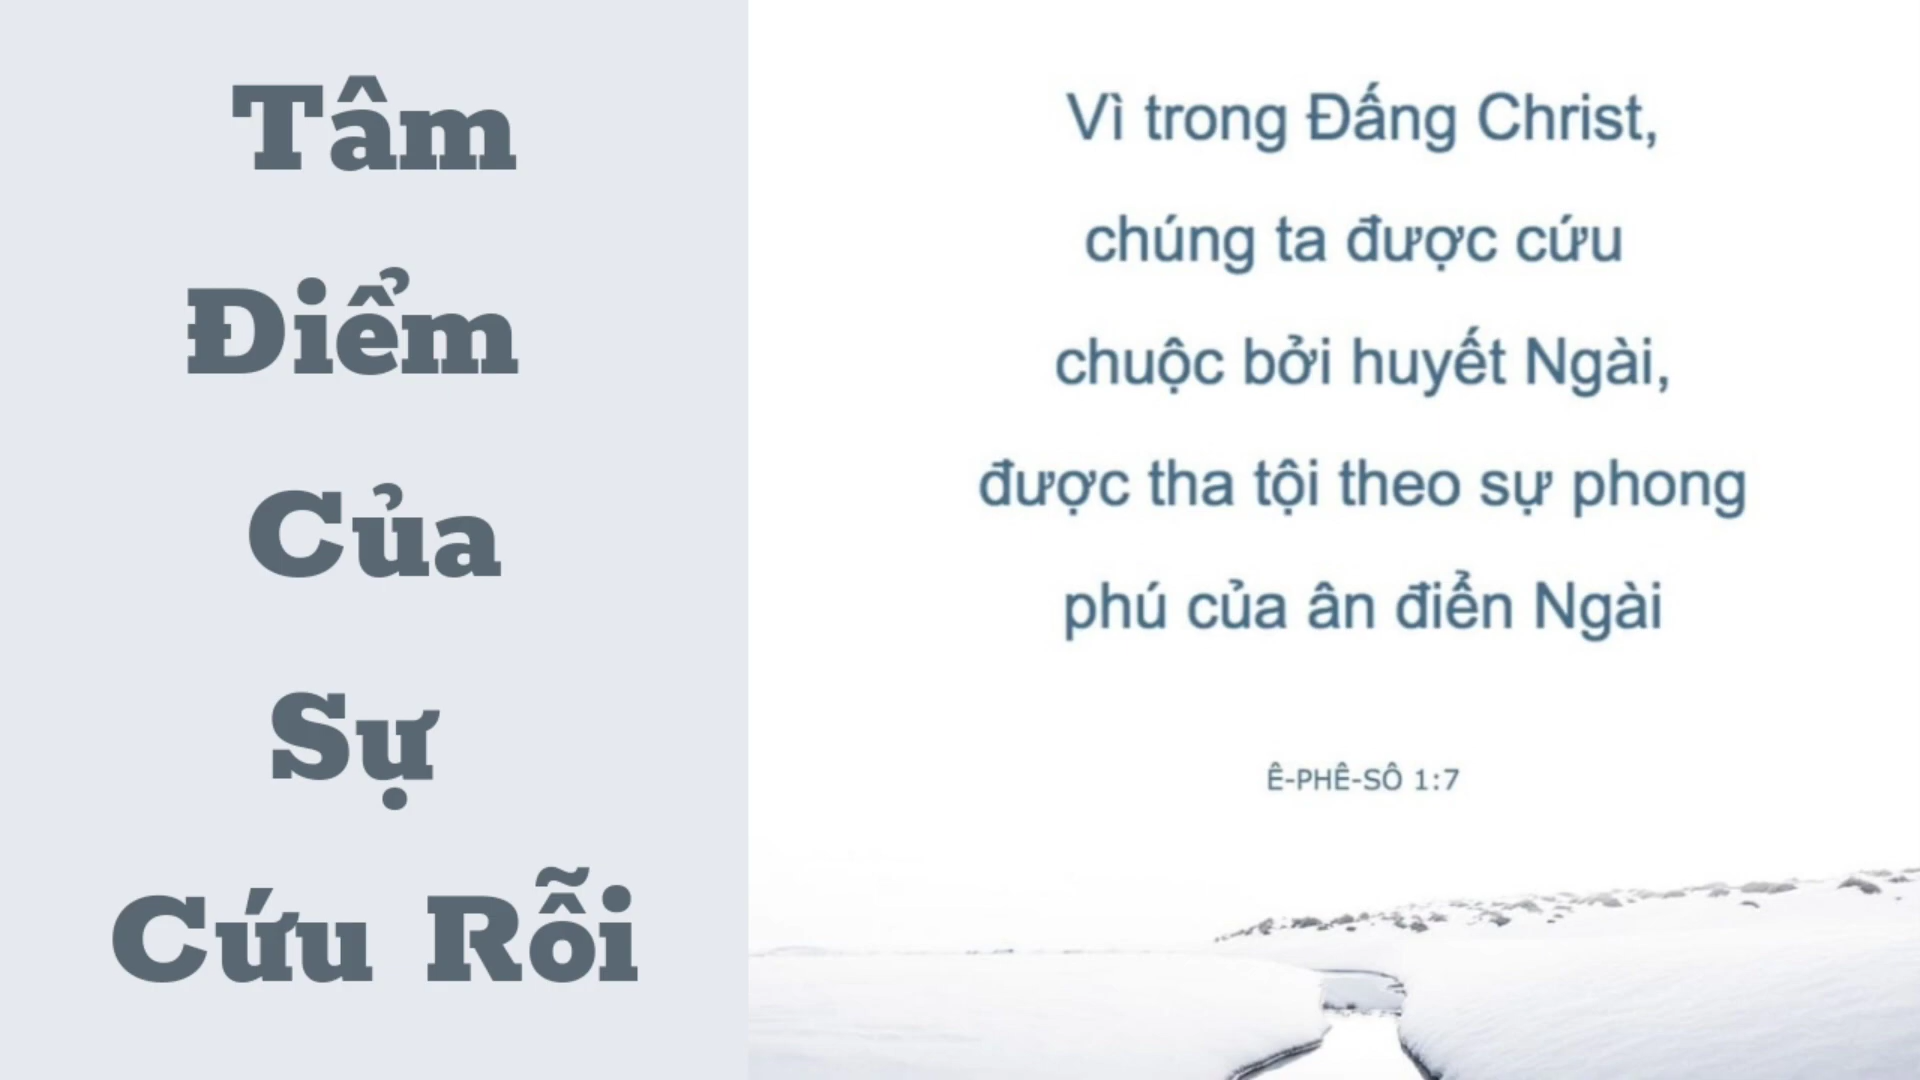 Tâm
Điểm
Của
Sự
Cứu Rỗi
Vì trong Đấng Christ,
chúng ta được cứu
chuộc bởi huyết Ngài,
được tha tội theo sự phong
phú của ân điển Ngài
Ê-PHÊ-SÔ 1:7